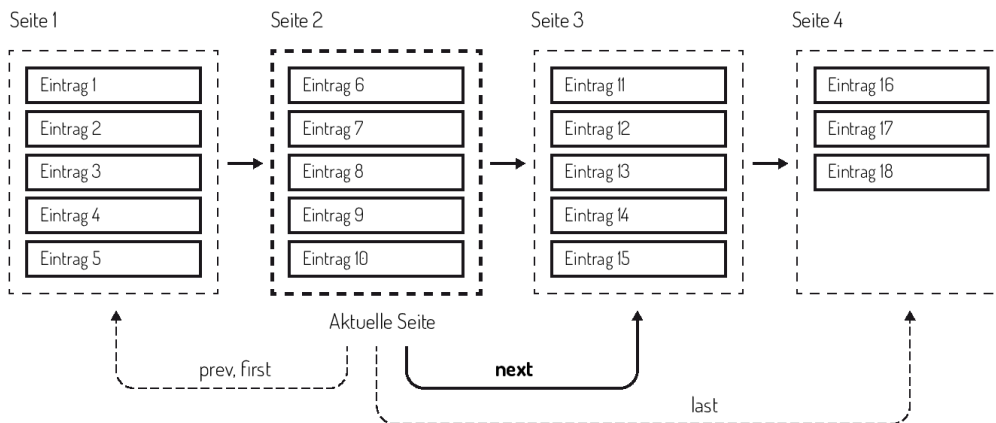 Seite 1
Eintrag 1
Eintrag 2
Eintrag 3
Eintrag 4
Eintrag 5
Seite 2
Eintrag 6
Eintrag 7
Eintrag 8
Eintrag 9
Eintrag 10
Seite 3
Eintrag 11
Eintrag 12
Eintrag 13
Eintrag 14
Eintrag 15
Seite 4
Eintrag 16
Eintrag 17
Eintrag 18
Aktuelle Seite
prev, first
next
last